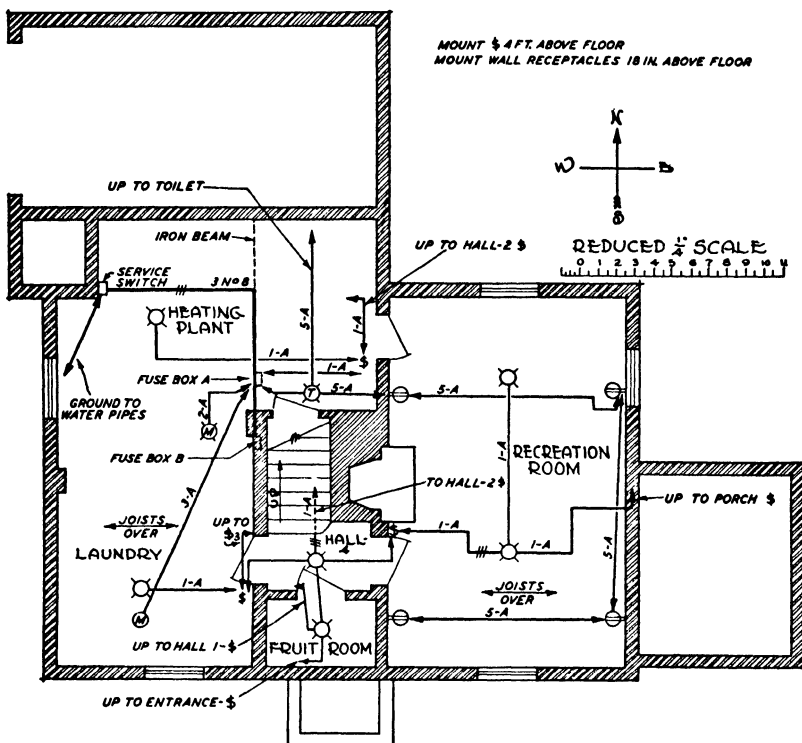 MOUNT $ 4 FT. ABOVE FLOOR
MOUNT WALL RECEPTACLES 18 IN. ABOVE FLOOR
N
W
E
S
UP TO TOILET
IRON BEAM
UP TO HALL-2 $
REDUCED 1/4" SCALE
0 1 2 3 4 5 6 7 8 9 10 11
SERVICE
SWITCH
3 Nº 8
HEATING
PLANT
5-A
1-A
1-A
$
1-A
FUSE BOX A
T
5-A
5-A
GROUND TO
WATER PIPES
2-A
M
FUSE BOX B
1-A
RECREATION
ROOM
3-A
UP
1-A
TO HALL-2 $
UP TO PORCH $
JOISTS
OVER
UP TO
$3
HALL
$
1-A
1-A
5-A
LAUNDRY
1-A
$
JOISTS
OVER
M
5-A
UP TO HALL 1-$
FRUIT ROOM
UP TO ENTRANCE-$